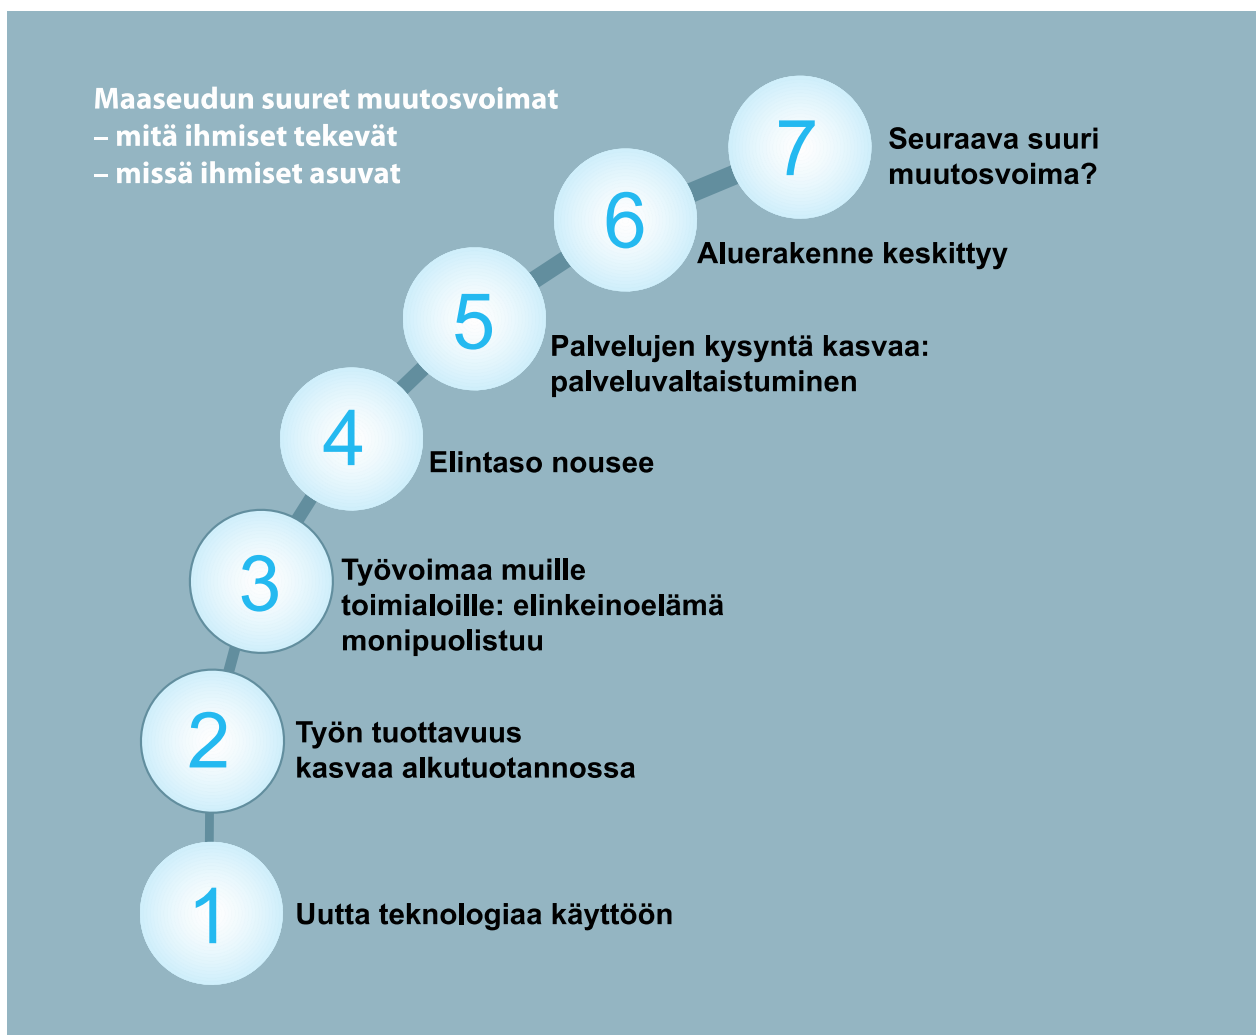 Maaseudun suuret muutosvoimat
– mitä ihmiset tekevät
– missä ihmiset asuvat
7
Seuraava suuri
muutosvoima?
6
Aluerakenne keskittyy
5
Palvelujen kysyntä kasvaa:
palveluvaltaistuminen
4
Elintaso nousee
3
Työvoimaa muille
toimialoille: elinkeinoelämä
monipuolistuu
2
Työn tuottavuus
kasvaa alkutuotannossa
1
Uutta teknologiaa käyttöön